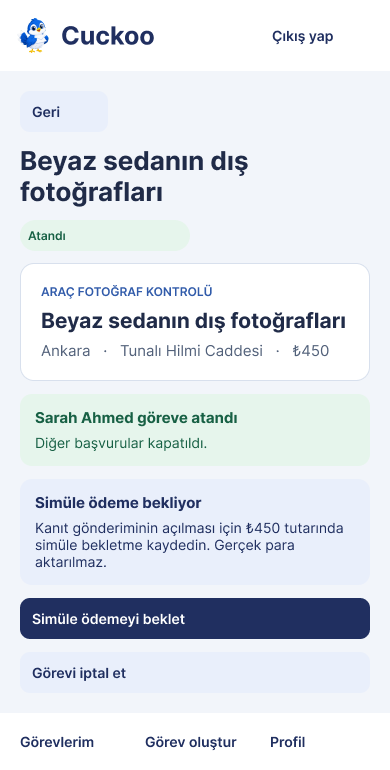 Cuckoo
Çıkış yap
Geri
Beyaz sedanın dış
fotoğrafları
Atandı
ARAÇ FOTOĞRAF KONTROLÜ
Beyaz sedanın dış fotoğrafları
Ankara · Tunalı Hilmi Caddesi · ₺450
Sarah Ahmed göreve atandı
Diğer başvurular kapatıldı.
Simüle ödeme bekliyor
Kanıt gönderiminin açılması için ₺450 tutarında
simüle bekletme kaydedin. Gerçek para
aktarılmaz.
Simüle ödemeyi beklet
Görevi iptal et
Görevlerim
Görev oluştur
Profil